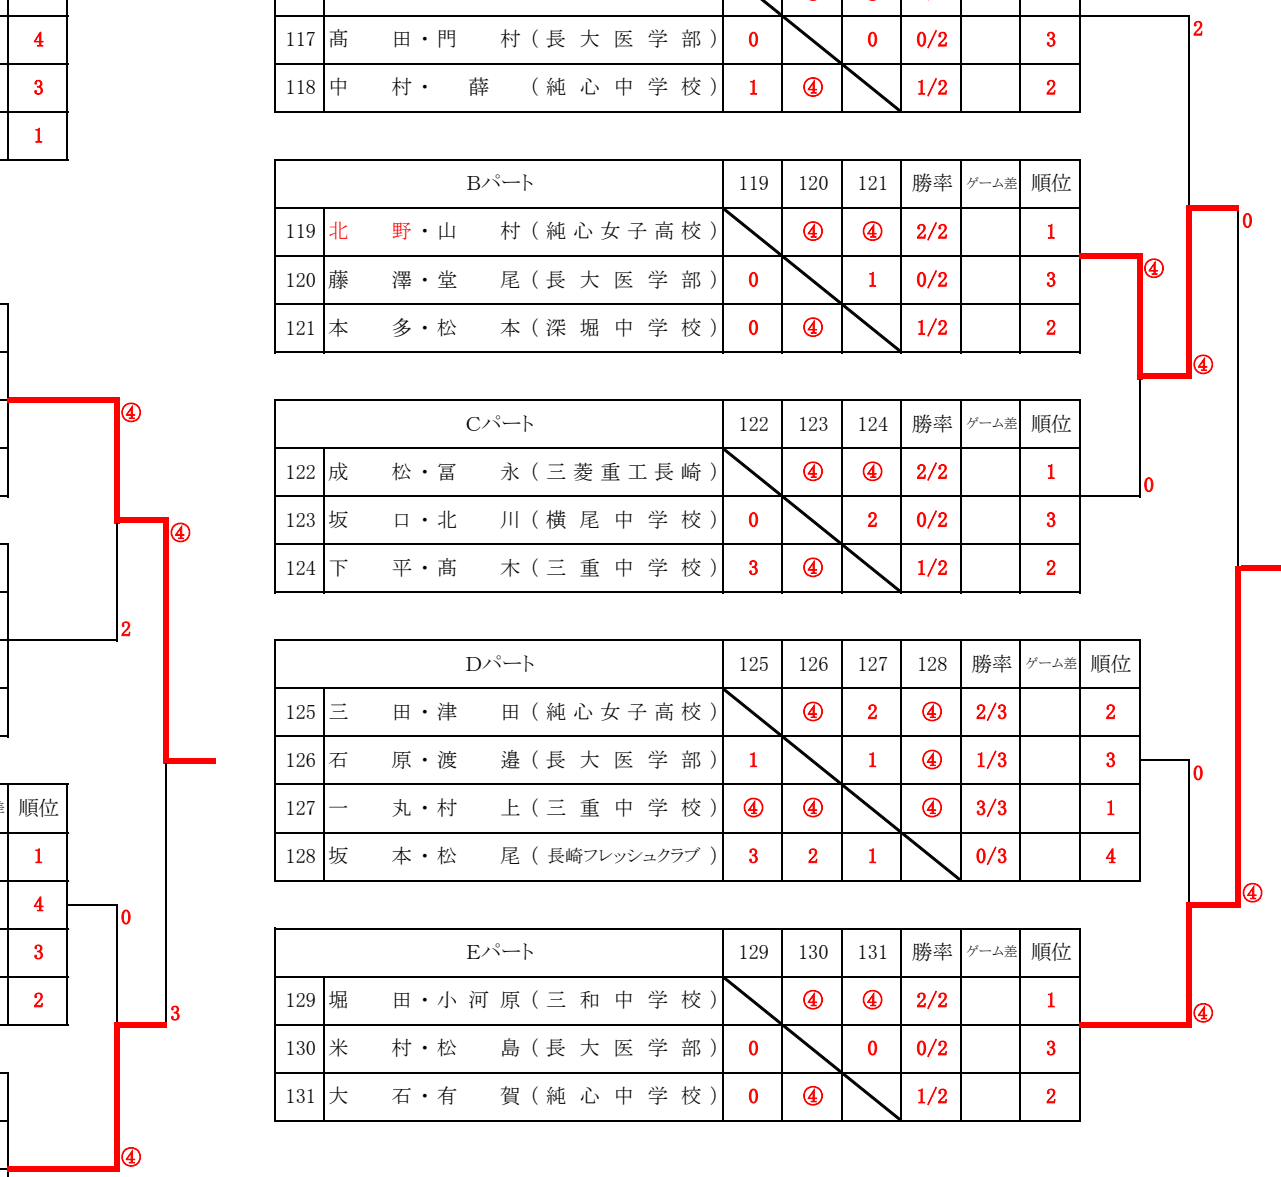 4
3
1
117 髙 田・門 村（長大医学部） 0 0 0/2 3
118 中 村・ 薛 （純心中学校） 1 ④ 1/2 2
2
Bパート 119 120 121 勝率 ゲーム差 順位
119 北 野・山 村（純心女子高校） ④ ④ 2/2 1
120 藤 澤・堂 尾（長大医学部） 0 1 0/2 3
121 本 多・松 本（深堀中学校） 0 ④ 1/2 2
0
④
④
Cパート 122 123 124 勝率 ゲーム差 順位
122 成 松・冨 永（三菱重工長崎） ④ ④ 2/2 1
123 坂 口・北 川（横尾中学校） 0 2 0/2 3
124 下 平・髙 木（三重中学校） 3 ④ 1/2 2
0
④
④
2
Dパート 125 126 127 128 勝率 ゲーム差 順位
125 三 田・津 田（純心女子高校） ④ 2 ④ 2/3 2
126 石 原・渡 邉（長大医学部） 1 1 ④ 1/3 3
127 一 丸・村 上（三重中学校） ④ ④ ④ 3/3 1
128 坂 本・松 尾（長崎フレッシュクラブ） 3 2 1 0/3 4
0
④
順位
1
4
3
2
0
3
④
Eパート 129 130 131 勝率 ゲーム差 順位
129 堀 田・小河原（三和中学校） ④ ④ 2/2 1
130 米 村・松 島（長大医学部） 0 0 0/2 3
131 大 石・有 賀（純心中学校） 0 ④ 1/2 2
④